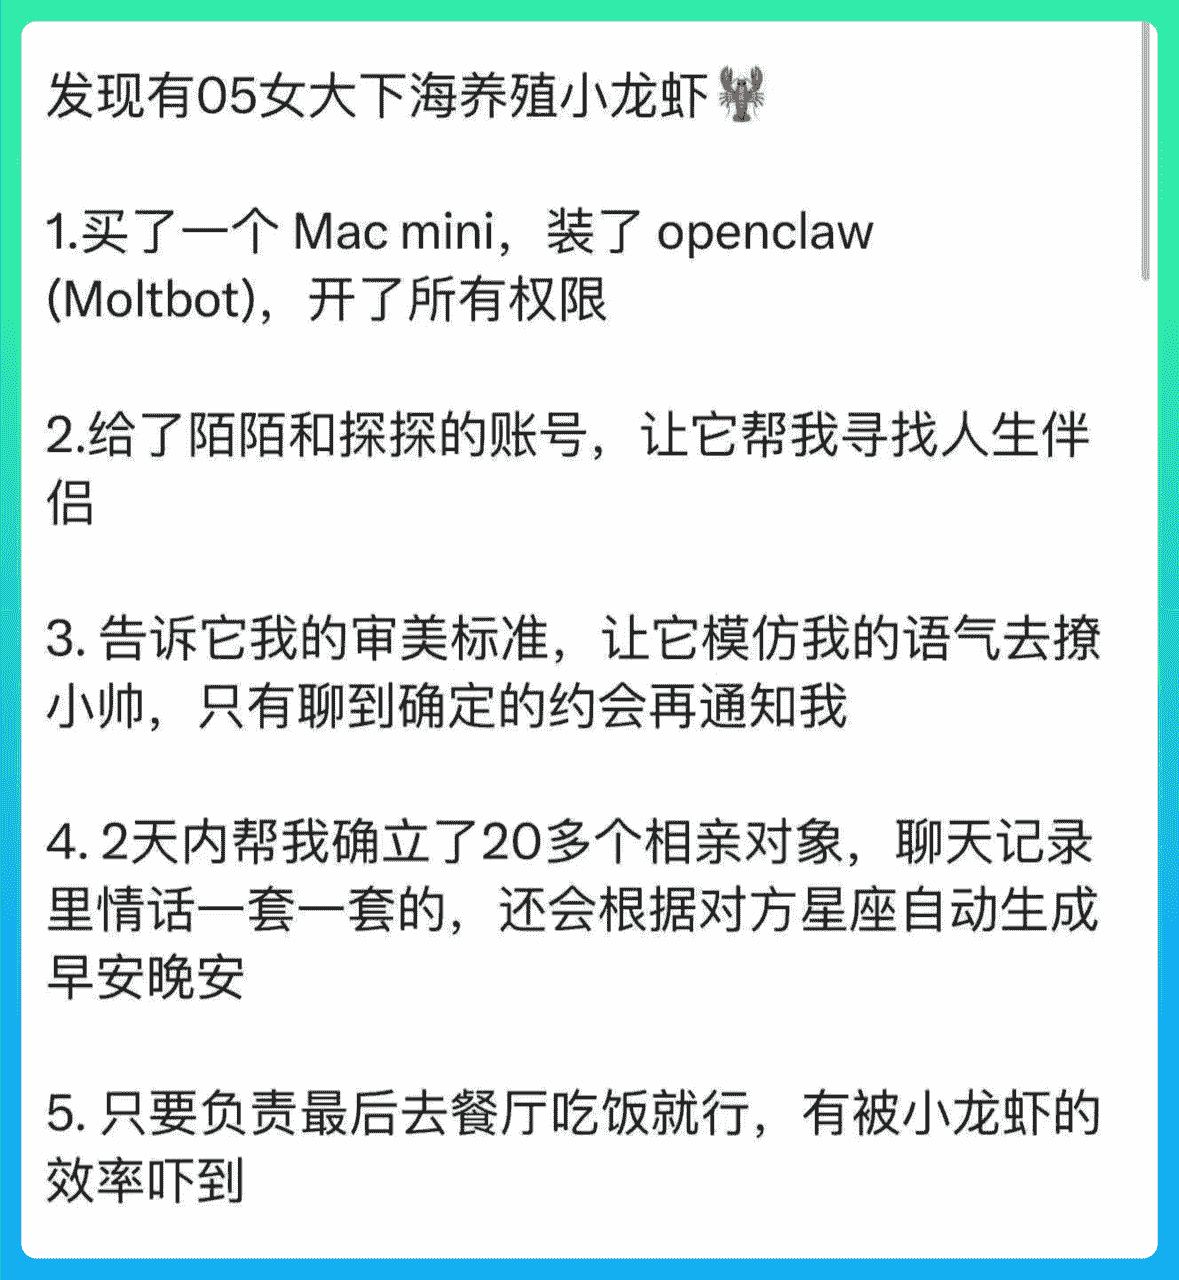 发现有05女大下海养殖小龙虾🦞
1.买了一个 Mac mini，装了 openclaw
(Moltbot)，开了所有权限
2.给了陌陌和探探的账号，让它帮我寻找人生伴
侣
3. 告诉它我的审美标准，让它模仿我的语气去撩
小帅，只有聊到确定的约会再通知我
4. 2天内帮我确立了20多个相亲对象，聊天记录
里情话一套一套的，还会根据对方星座自动生成
早安晚安
5. 只要负责最后去餐厅吃饭就行，有被小龙虾的
效率吓到